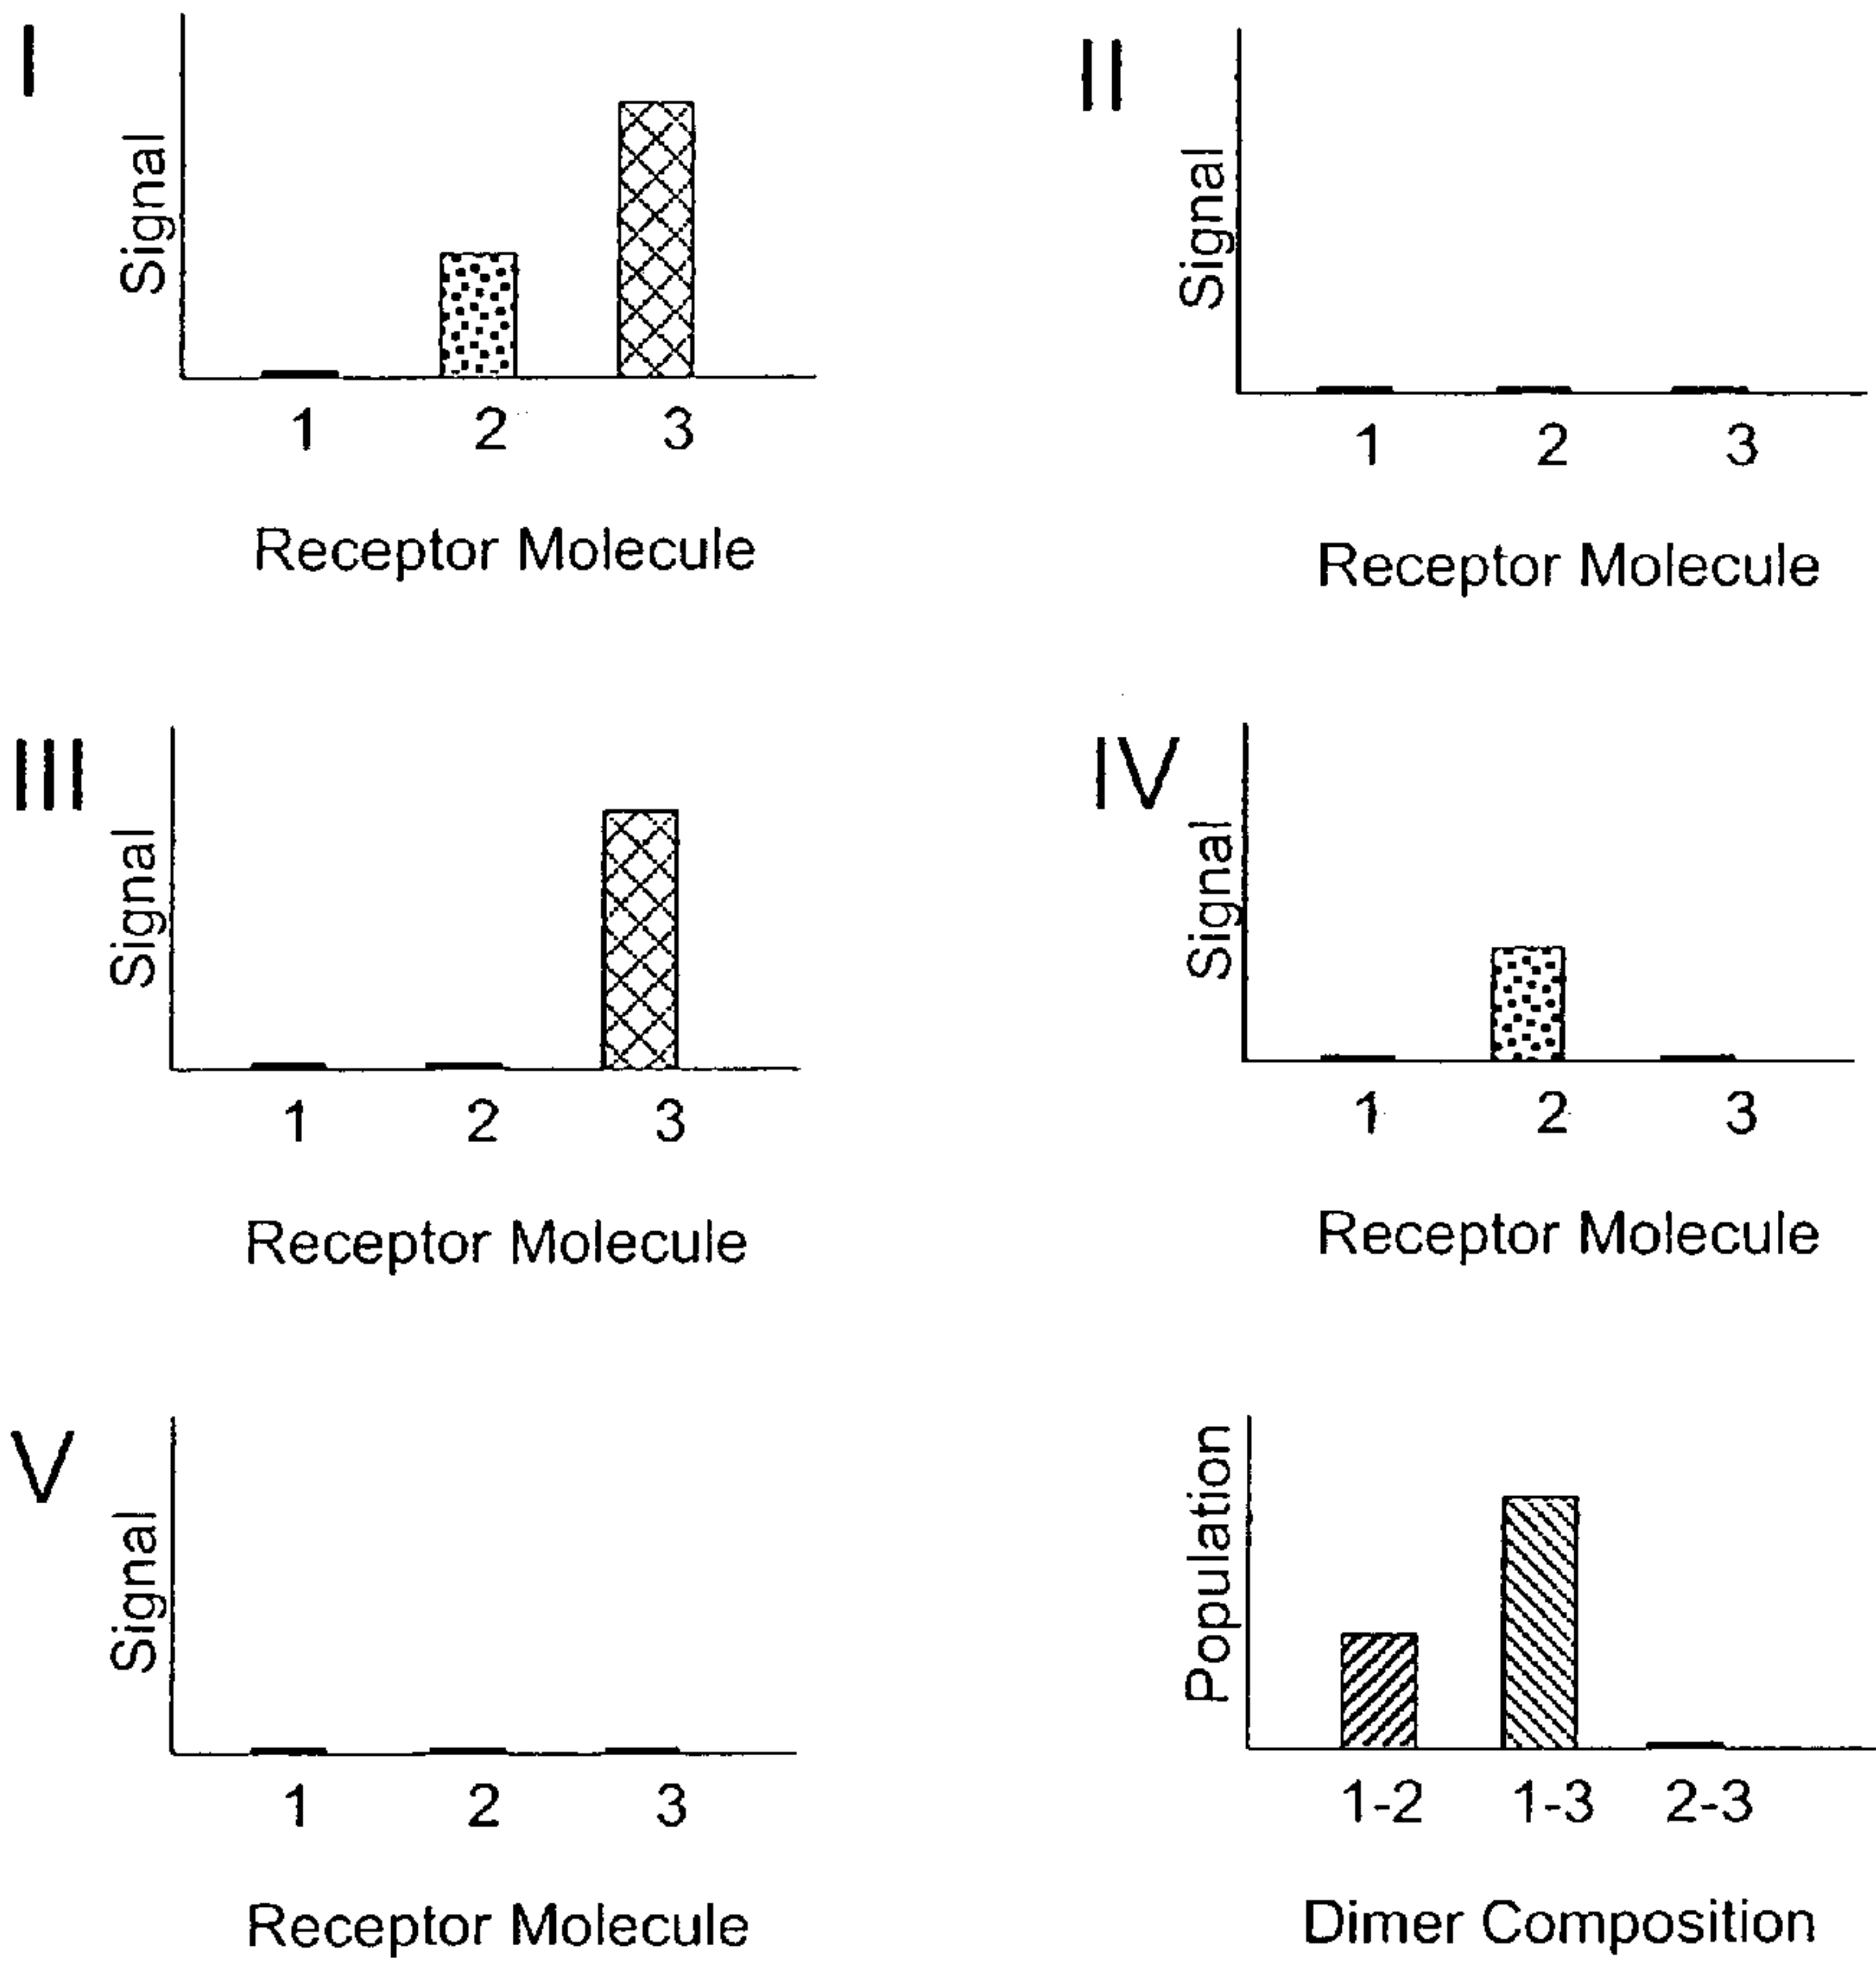 I
Signal
1 2 3
Receptor Molecule
II
Signal
1 2 3
Receptor Molecule
III
Signal
1 2 3
Receptor Molecule
IV
Signal
1 2 3
Receptor Molecule
V
Signal
1 2 3
Receptor Molecule
Population
1-2 1-3 2-3
Dimer Composition